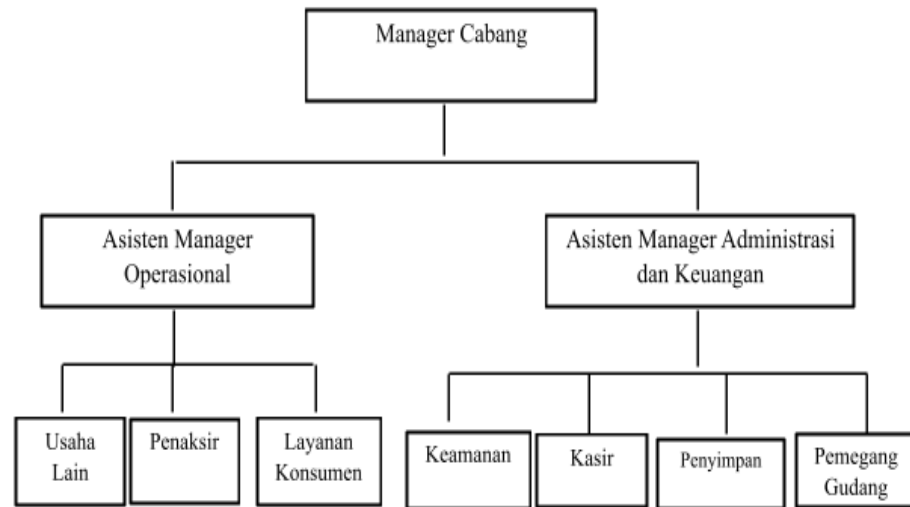 Manager Cabang
Asisten Manager
Operasional
Asisten Manager Administrasi
dan Keuangan
Usaha
Lain
Penaksir
Layanan
Konsumen
Keamanan
Kasir
Penyimpan
Pemegang
Gudang